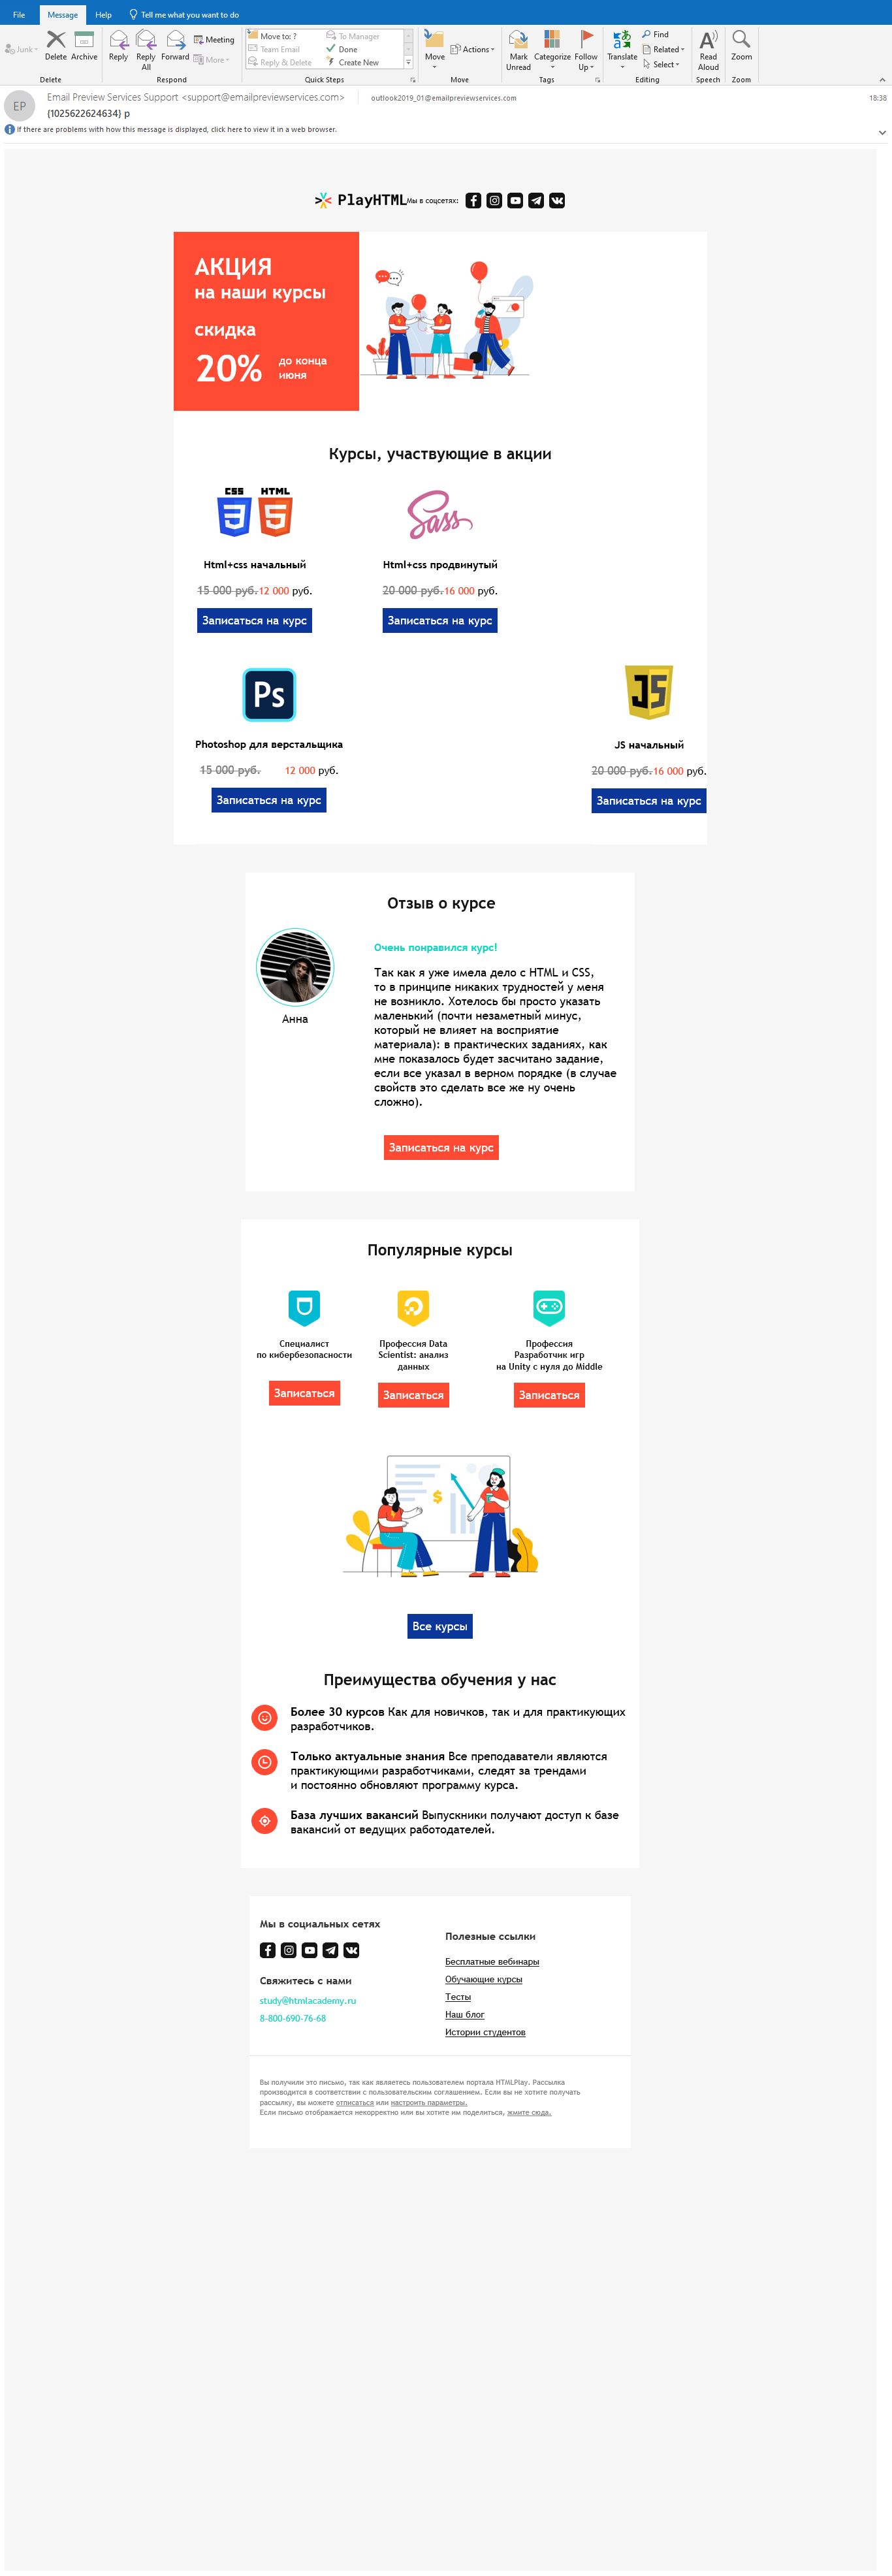 File Message Help Tell me what you want to do
Junk Delete Archive Reply Reply All Forward Meeting More Move to: ? To Manager Team Email Done Reply & Delete Create New Move Actions Mark Unread Categorize Follow Up Translate Find Related Select Read Aloud Zoom
Delete Respond Quick Steps Move Tags Editing Speech Zoom
EP
Email Preview Services Support <support@emailpreviewservices.com> outlook2019_01@emailpreviewservices.com 18:38
{1025622624634} p
If there are problems with how this message is displayed, click here to view it in a web browser.
PlayHTML Мы в соцсетях:
АКЦИЯ
на наши курсы
скидка
20% до конца
июня
Курсы, участвующие в акции
CSS HTML
3 5 Sass
Html+css начальный Html+css продвинутый
15 000 руб. 12 000 руб. 20 000 руб. 16 000 руб.
Записаться на курс Записаться на курс
Ps JS
Photoshop для верстальщика JS начальный
15 000 руб. 12 000 руб. 20 000 руб. 16 000 руб.
Записаться на курс Записаться на курс
Отзыв о курсе
Очень понравился курс!
Анна
Так как я уже имела дело с HTML и CSS,
то в принципе никаких трудностей у меня
не возникло. Хотелось бы просто указать
маленький (почти незаметный минус,
который не влияет на восприятие
материала): в практических заданиях, как
мне показалось будет засчитано задание,
если все указал в верном порядке (в случае
свойств это сделать все же ну очень
сложно).
Записаться на курс
Популярные курсы
Специалист
по кибербезопасности
Записаться
Профессия Data
Scientist: анализ
данных
Записаться
Профессия
Разработчик игр
на Unity с нуля до Middle
Записаться
$
Все курсы
Преимущества обучения у нас
Более 30 курсов Как для новичков, так и для практикующих
разработчиков.
Только актуальные знания Все преподаватели являются
практикующими разработчиками, следят за трендами
и постоянно обновляют программу курса.
База лучших вакансий Выпускники получают доступ к базе
вакансий от ведущих работодателей.
Мы в социальных сетях
Свяжитесь с нами
study@htmlacademy.ru
8-800-690-76-68
Полезные ссылки
Бесплатные вебинары
Обучающие курсы
Тесты
Наш блог
Истории студентов
Вы получили это письмо, так как являетесь пользователем портала HTMLPlay. Рассылка
производится в соответствии с пользовательским соглашением. Если вы не хотите получать
рассылку, вы можете отписаться или настроить параметры.
Если письмо отображается некорректно или вы хотите им поделиться, жмите сюда.